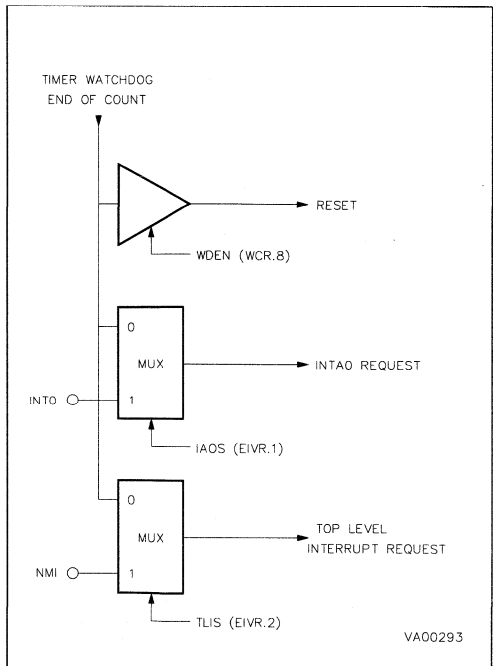 TIMER WATCHDOG
END OF COUNT
RESET
WDEN (WCR.8)
0
MUX
INTA0 REQUEST
INT0
1
IAOS (EIVR.1)
0
MUX
TOP LEVEL
INTERRUPT REQUEST
NMI
1
TLIS (EIVR.2)
VA00293